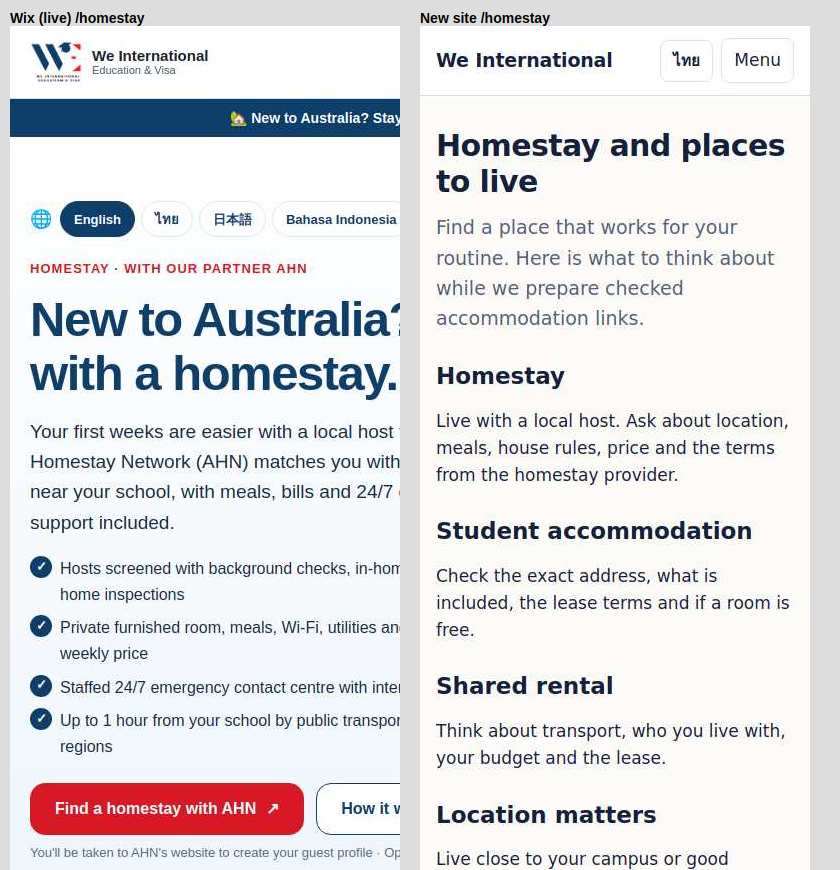 Wix (live) /homestay
We International
Education & Visa
🏡 New to Australia? Stay
🌐 English ไทย 日本語 Bahasa Indonesia
HOMESTAY · WITH OUR PARTNER AHN
New to Australia?
with a homestay.
Your first weeks are easier with a local host
Homestay Network (AHN) matches you with
near your school, with meals, bills and 24/7
support included.
✓ Hosts screened with background checks, in-hom
home inspections
✓ Private furnished room, meals, Wi-Fi, utilities and
weekly price
✓ Staffed 24/7 emergency contact centre with inter
✓ Up to 1 hour from your school by public transpor
regions
Find a homestay with AHN ↗ How it w
You'll be taken to AHN's website to create your guest profile · Op
New site /homestay
We International ไทย Menu
Homestay and places
to live
Find a place that works for your
routine. Here is what to think about
while we prepare checked
accommodation links.
Homestay
Live with a local host. Ask about location,
meals, house rules, price and the terms
from the homestay provider.
Student accommodation
Check the exact address, what is
included, the lease terms and if a room is
free.
Shared rental
Think about transport, who you live with,
your budget and the lease.
Location matters
Live close to your campus or good